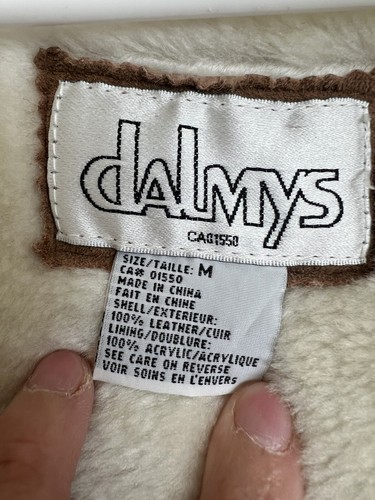 dalmys
CA01550
SIZE/TAILLE: M
CA# 01550
MADE IN CHINA
FAIT EN CHINE
SHELL/EXTERIEUR:
100% LEATHER/CUIR
LINING/DOUBLURE:
100% ACRYLIC/ACRYLIQUE
SEE CARE ON REVERSE
VOIR SOINS EN L'ENVERS